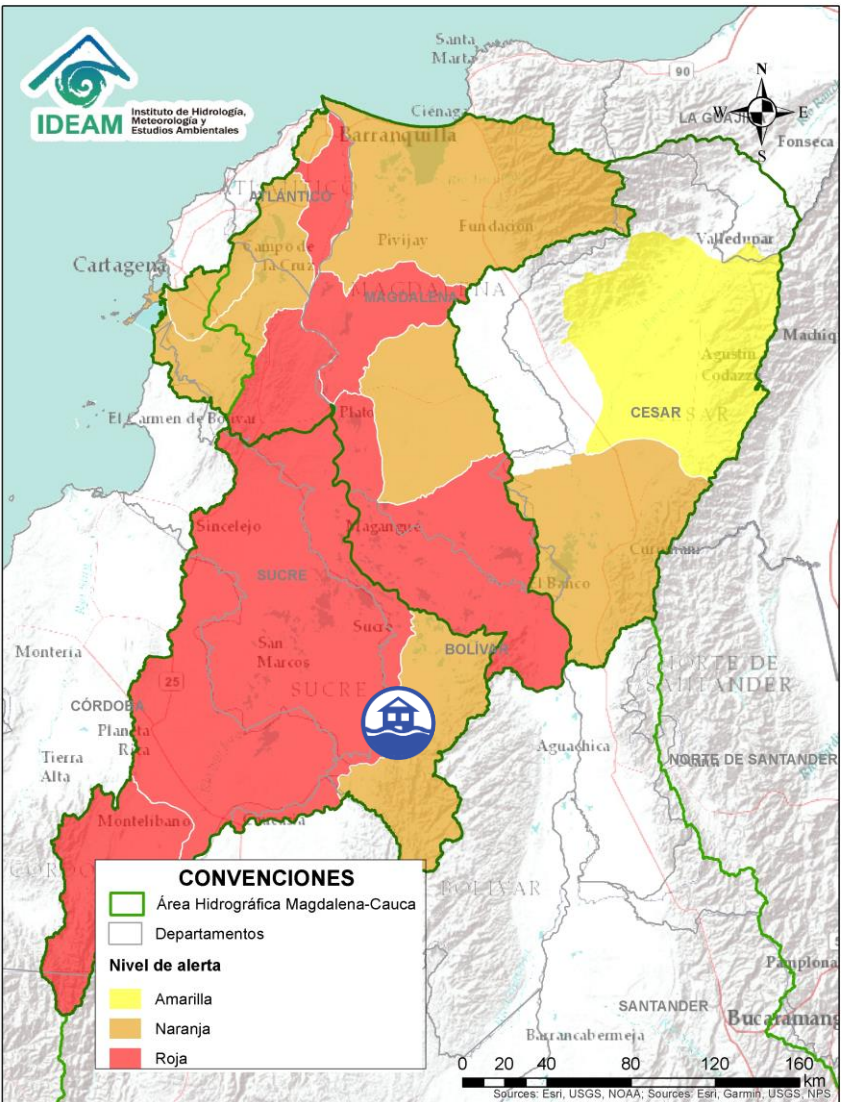 IDEAM
Instituto de Hidrología,
Meteorología y
Estudios Ambientales
Santa
Marta
90
N
W
E
S
LA GUAJIRA
Ciénaga
Fonseca
Barranquilla
ATLÁNTICO
Fundación
Pivijay
Valledupar
Campo de
la Cruz
Cartagena
MAGDALENA
MAGDALENA
Agustín
Codazzi
CESAR
El Carmen de Bolívar
Plato
Sincelejo
Magangué
Curumaní
SUCRE
El Banco
Sucre
BOLÍVAR
San
Marcos
Montería
SUCRE
NORTE DE
SANTANDER
25
CÓRDOBA
Planeta
Rica
Aguachica
Tierra
Alta
NORTE DE SANTANDER
Montelíbano
BOLÍVAR
CONVENCIONES
Área Hidrográfica Magdalena-Cauca
Departamentos
Nivel de alerta
Amarilla
Naranja
Roja
Pamplona
SANTANDER
Bucaramang
Barrancabermeja
0 20 40 80 120 160
km
Sources: Esri, USGS, NOAA; Sources: Esri, Garmin, USGS, NPS